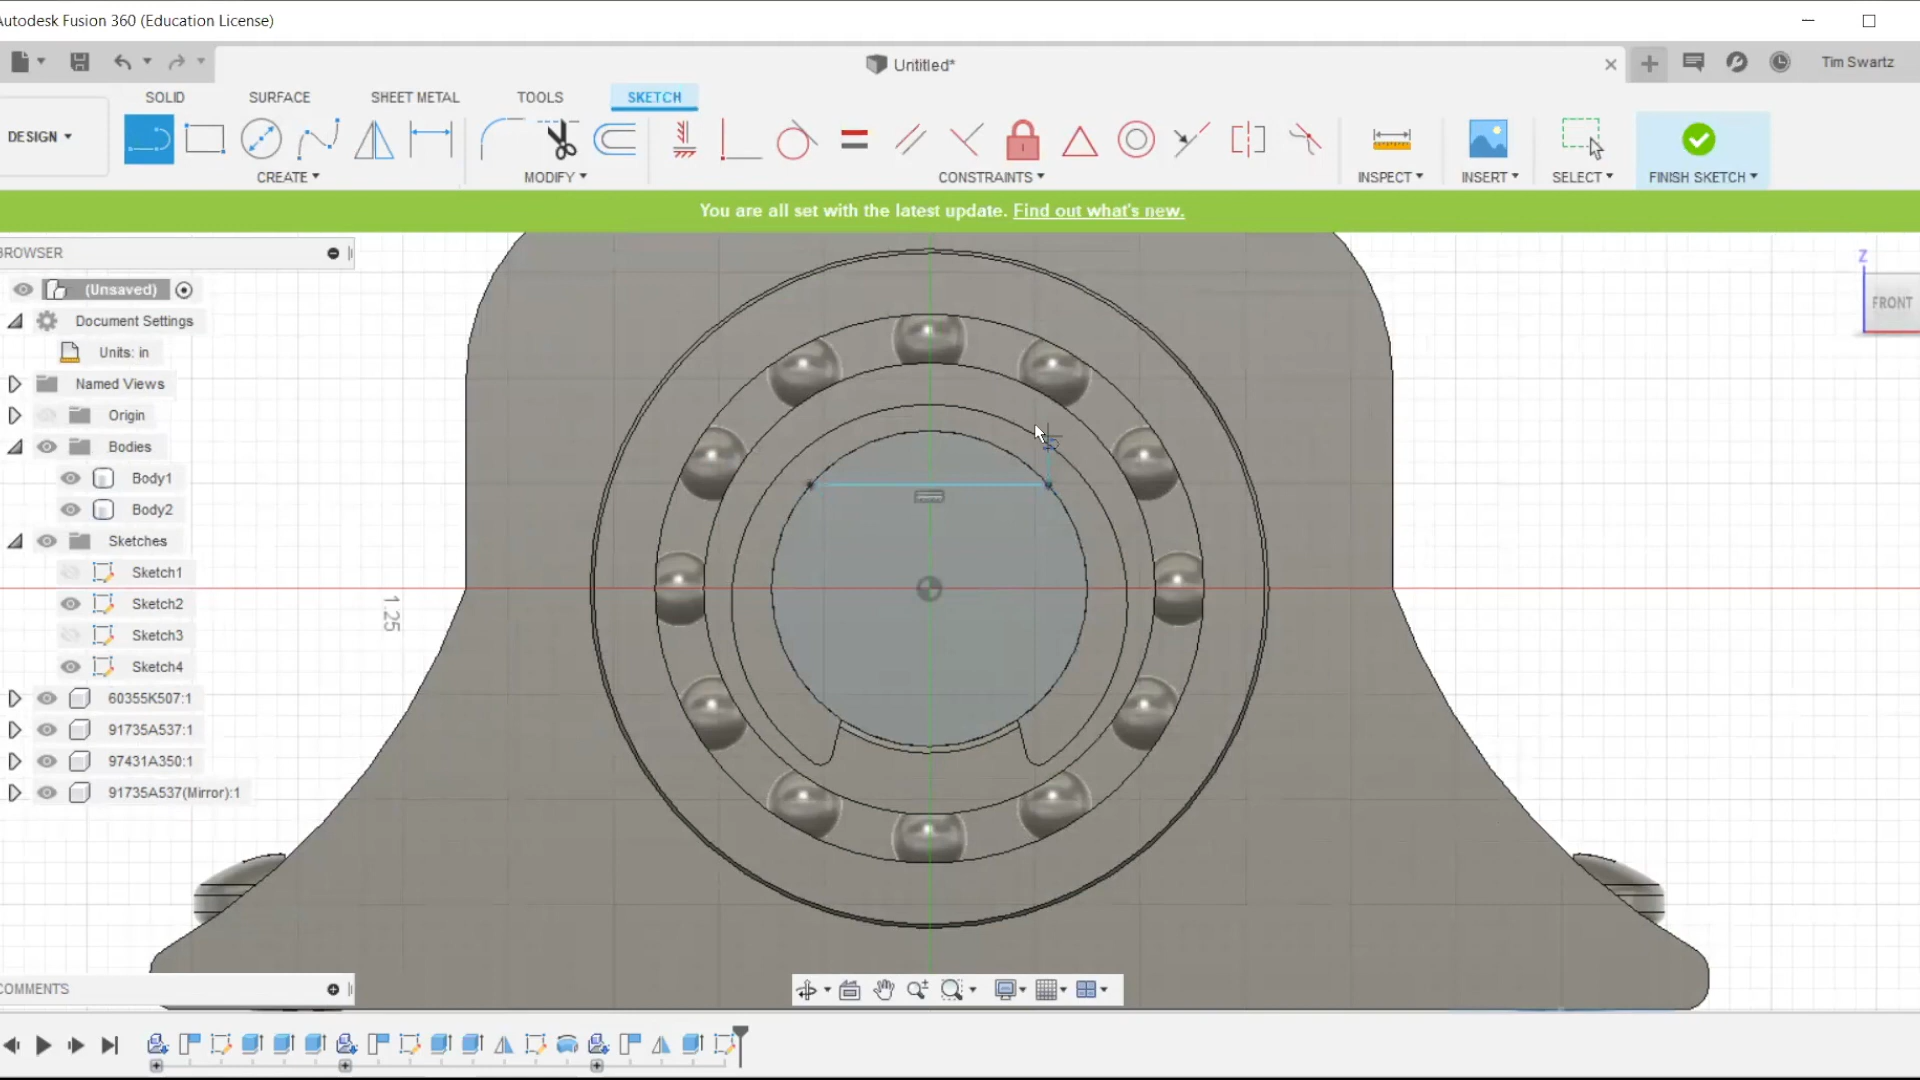 Autodesk Fusion 360 (Education License)
Untitled*
Tim Swartz
SOLID SURFACE SHEET METAL TOOLS SKETCH
DESIGN
CREATE MODIFY CONSTRAINTS INSPECT INSERT SELECT FINISH SKETCH
You are all set with the latest update. Find out what's new.
BROWSER
(Unsaved)
Document Settings
Units: in
Named Views
Origin
Bodies
Body1
Body2
Sketches
Sketch1
Sketch2
Sketch3
Sketch4
60355K507:1
91735A537:1
97431A350:1
91735A537(Mirror):1
1.25
Z
FRONT
COMMENTS